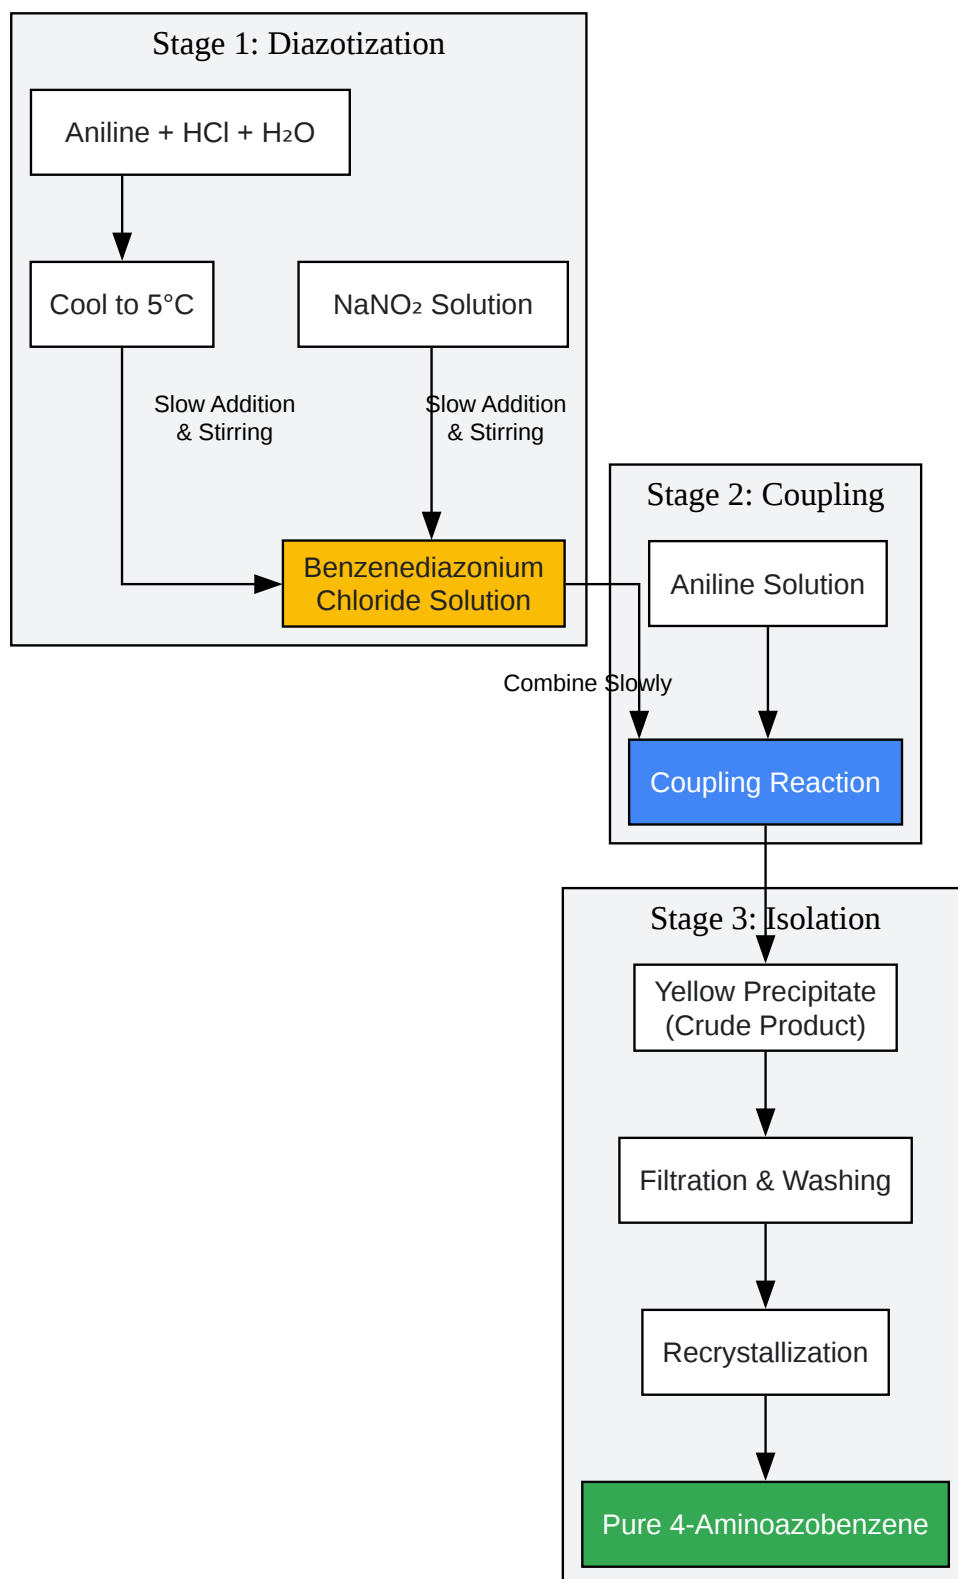 Stage 1: Diazotization
Aniline + HCl + H₂O
Cool to 5°C
NaNO₂ Solution
Slow Addition
& Stirring
Slow Addition
& Stirring
Benzenediazonium
Chloride Solution
Stage 2: Coupling
Aniline Solution
Combine Slowly
Coupling Reaction
Stage 3: Isolation
Yellow Precipitate
(Crude Product)
Filtration & Washing
Recrystallization
Pure 4-Aminoazobenzene